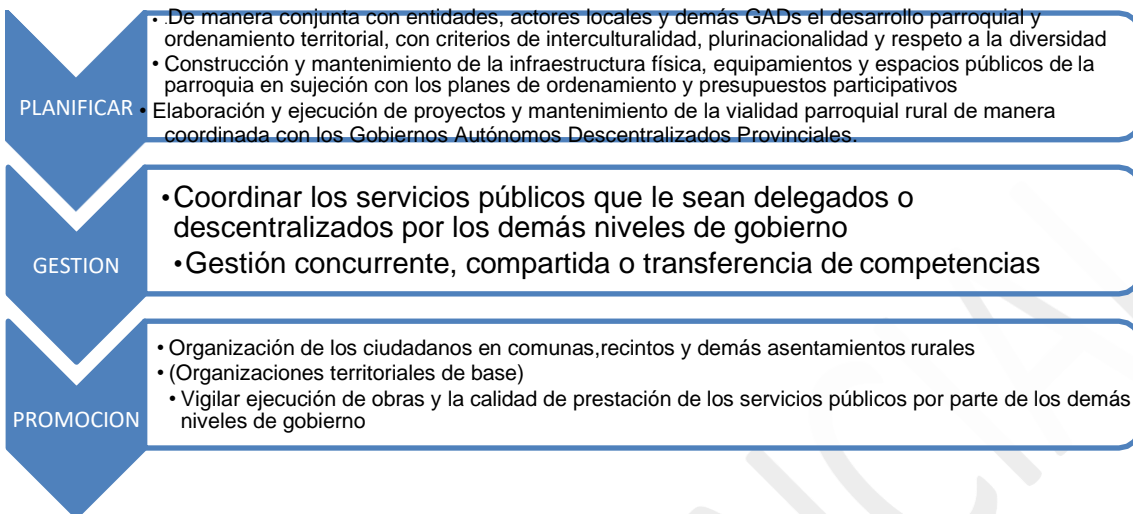 • .De manera conjunta con entidades, actores locales y demás GADs el desarrollo parroquial y
ordenamiento territorial, con criterios de interculturalidad, plurinacionalidad y respeto a la diversidad
• Construcción y mantenimiento de la infraestructura física, equipamientos y espacios públicos de la
parroquia en sujeción con los planes de ordenamiento y presupuestos participativos
PLANIFICAR
• Elaboración y ejecución de proyectos y mantenimiento de la vialidad parroquial rural de manera
coordinada con los Gobiernos Autónomos Descentralizados Provinciales.
•Coordinar los servicios públicos que le sean delegados o
descentralizados por los demás niveles de gobierno
GESTION
•Gestión concurrente, compartida o transferencia de competencias
• Organización de los ciudadanos en comunas,recintos y demás asentamientos rurales
• (Organizaciones territoriales de base)
PROMOCION
• Vigilar ejecución de obras y la calidad de prestación de los servicios públicos por parte de los demás
niveles de gobierno